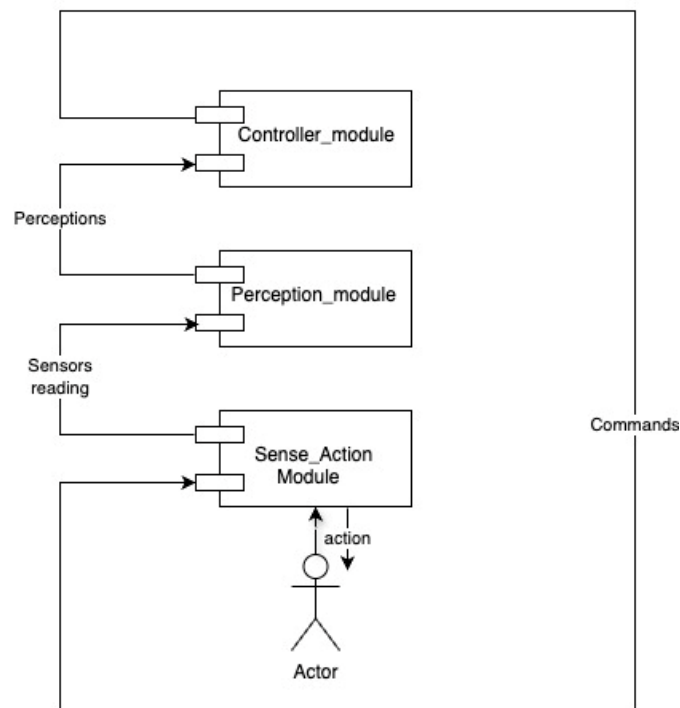 Controller_module
Perceptions
Perception_module
Sensors
reading
Commands
Sense_Action
Module
action
Actor